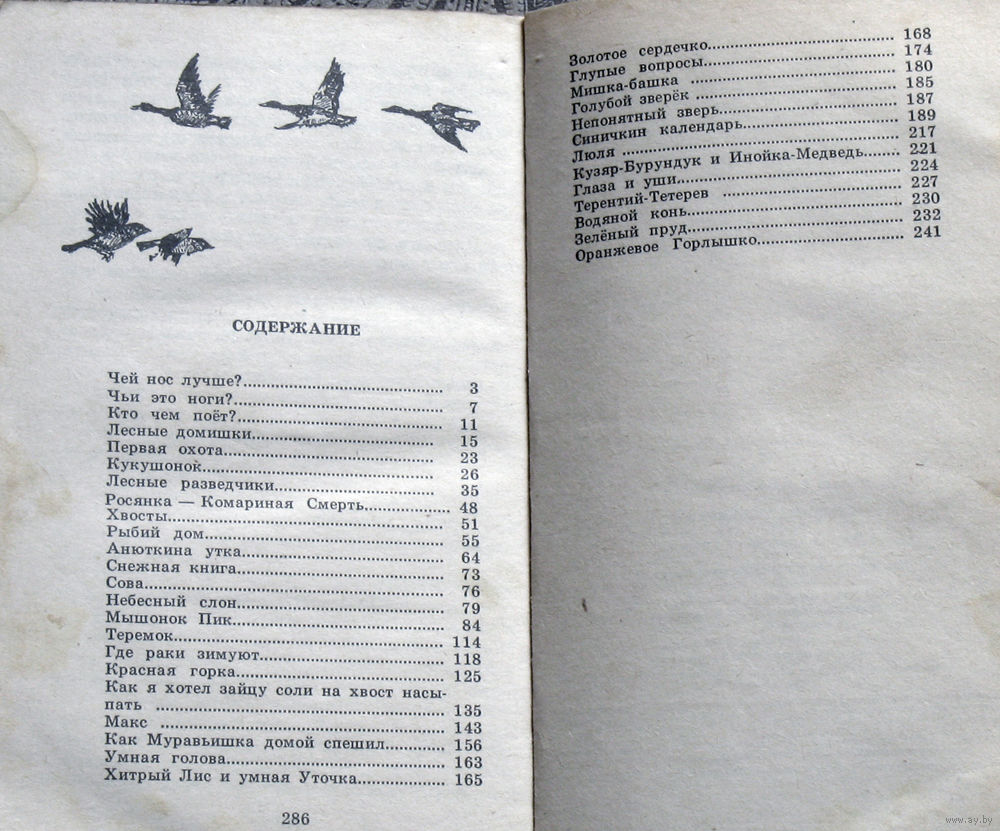 СОДЕРЖАНИЕ
Чей нос лучше? 3
Чьи это ноги? 7
Кто чем поёт? 11
Лесные домишки 15
Первая охота 23
Кукушонок 26
Лесные разведчики 35
Росянка — Комариная Смерть 48
Хвосты 51
Рыбий дом 55
Анюткина утка 64
Снежная книга 73
Сова 76
Небесный слон 79
Мышонок Пик 84
Теремок 114
Где раки зимуют 118
Красная горка 125
Как я хотел зайцу соли на хвост насы-
пать 135
Макс 143
Как Муравьишка домой спешил 156
Умная голова 163
Хитрый Лис и умная Уточка 165
286
Золотое сердечко 168
Глупые вопросы 174
Мишка-башка 180
Голубой зверёк 185
Непонятный зверь 187
Синичкин календарь 189
Люля 217
Кузяр-Бурундук и Инойка-Медведь 221
Глаза и уши 224
Терентий-Тетерев 227
Водяной конь 230
Зелёный пруд 232
Оранжевое Горлышко 241
www.ay.by